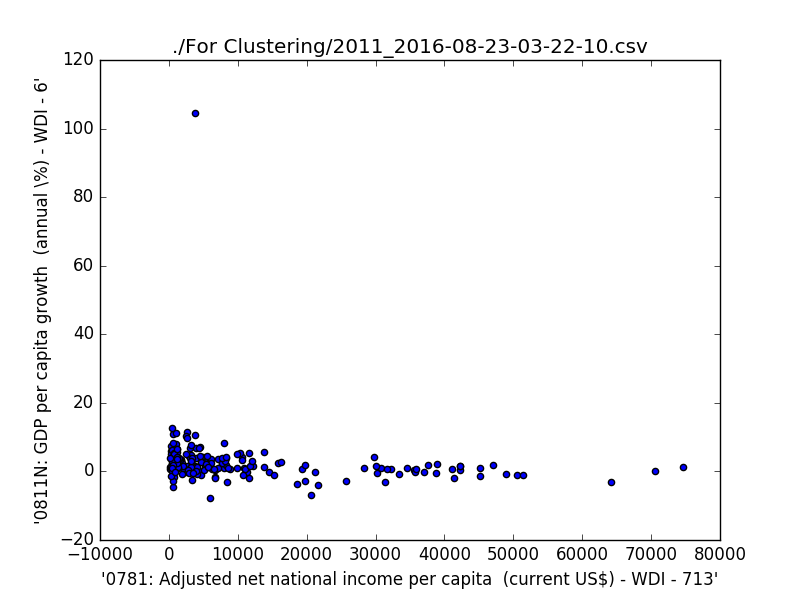 ./For Clustering/2011_2016-08-23-03-22-10.csv
120
100
80
60
40
20
0
−20
'0811N: GDP per capita growth  (annual \%) - WDI - 6'
−10000 0 10000 20000 30000 40000 50000 60000 70000 80000
'0781: Adjusted net national income per capita  (current US$) - WDI - 713'